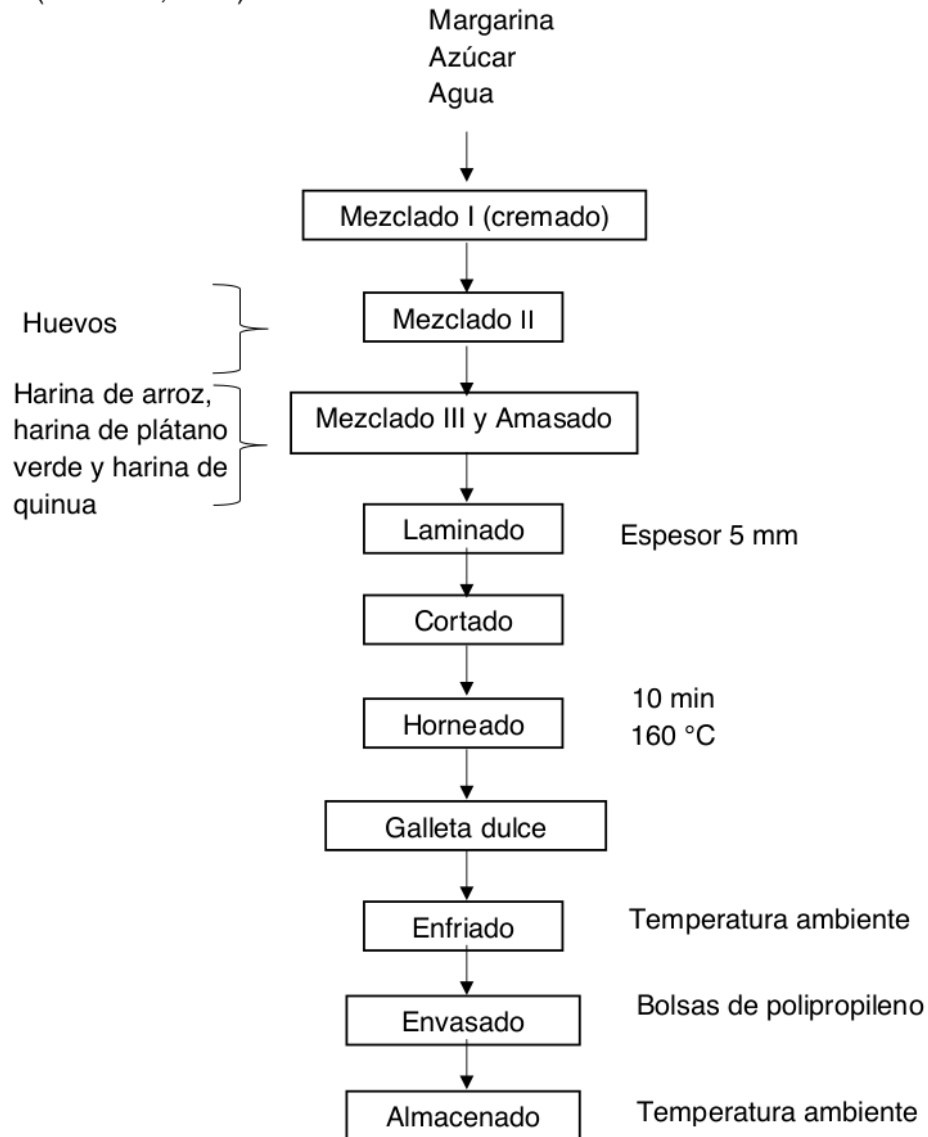 Margarina
Azúcar
Agua
Mezclado I (cremado)
Huevos
Mezclado II
Harina de arroz,
harina de plátano
verde y harina de
quinua
Mezclado III y Amasado
Laminado
Espesor 5 mm
Cortado
Horneado
10 min
160 °C
Galleta dulce
Enfriado
Temperatura ambiente
Envasado
Bolsas de polipropileno
Almacenado
Temperatura ambiente